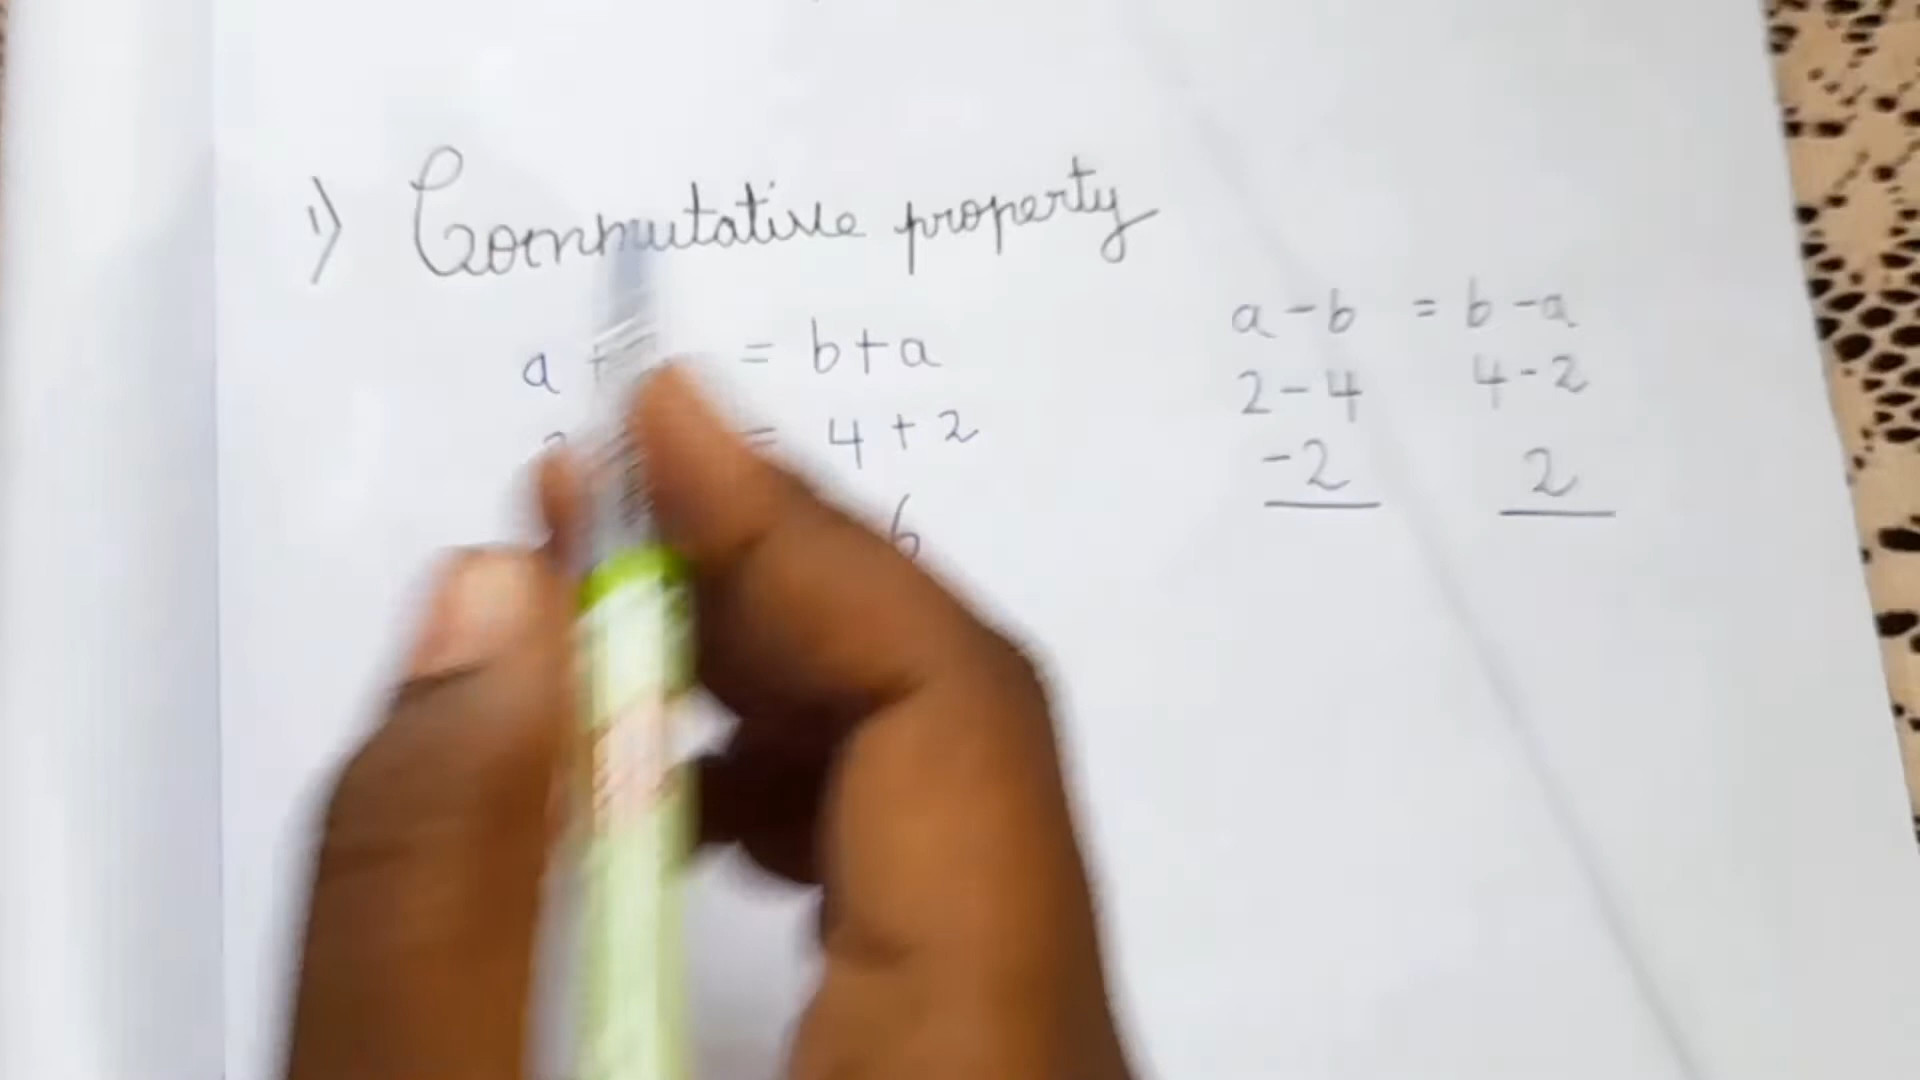 1) Commutative property
a + = b+a
= 4 + 2
6
a - b = b - a
2 - 4 4 - 2
-2 2